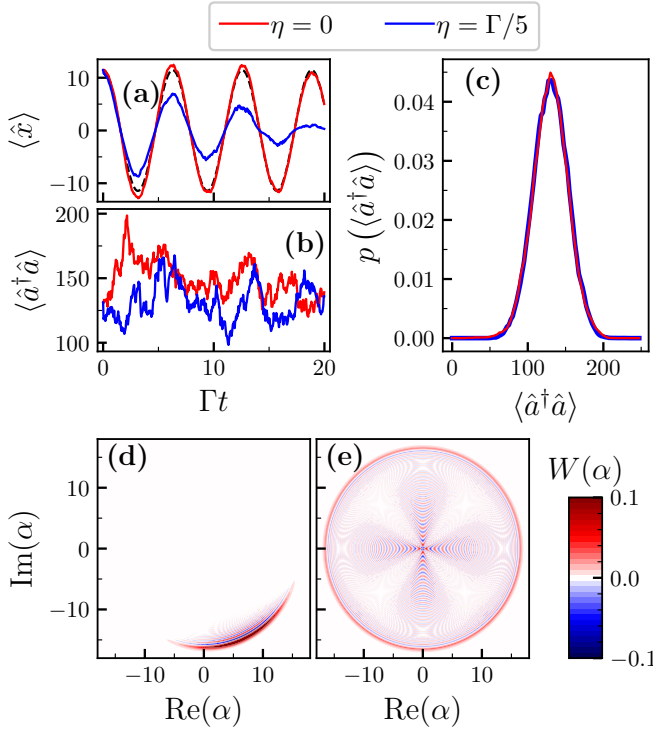 η = 0 η = Γ/5
(a)
⟨x̂⟩
10
0
−10
(b)
⟨â†â⟩
200
150
100
0 10 20
Γt
(c)
p (⟨â†â⟩)
0.04
0.03
0.02
0.01
0.00
0 200
⟨â†â⟩
(d) (e)
Im(α)
10
0
−10
−10 0 10
Re(α)
−10 0 10
Re(α)
W(α)
0.1
0.0
−0.1